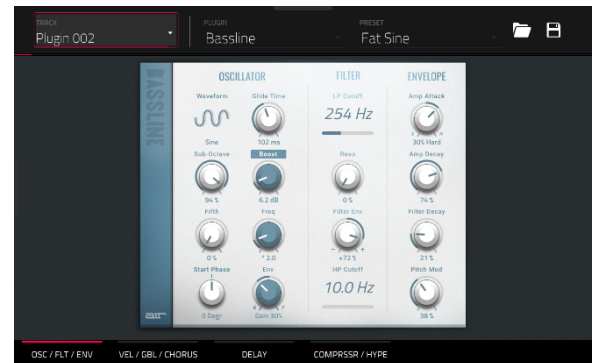 TRACK PLUGIN PRESET
Plugin 002 Bassline Fat Sine
BASSLINE
OSCILLATOR FILTER ENVELOPE
Waveform Glide Time LP Cutoff Amp Attack
254 Hz
Sine 102 ms 30% Hard
Sub-Octave Boost Reso Amp Decay
94 % 6.2 dB 0 % 74 %
Fifth Freq Filter Env Filter Decay
- +
0 % * 2.0 +72 % 21 %
Start Phase Env HP Cutoff Pitch Mod
10.0 Hz
0 Degr Gain 50% 38 %
air
OSC / FLT / ENV VEL / GBL / CHORUS DELAY COMPRSSR / HYPE